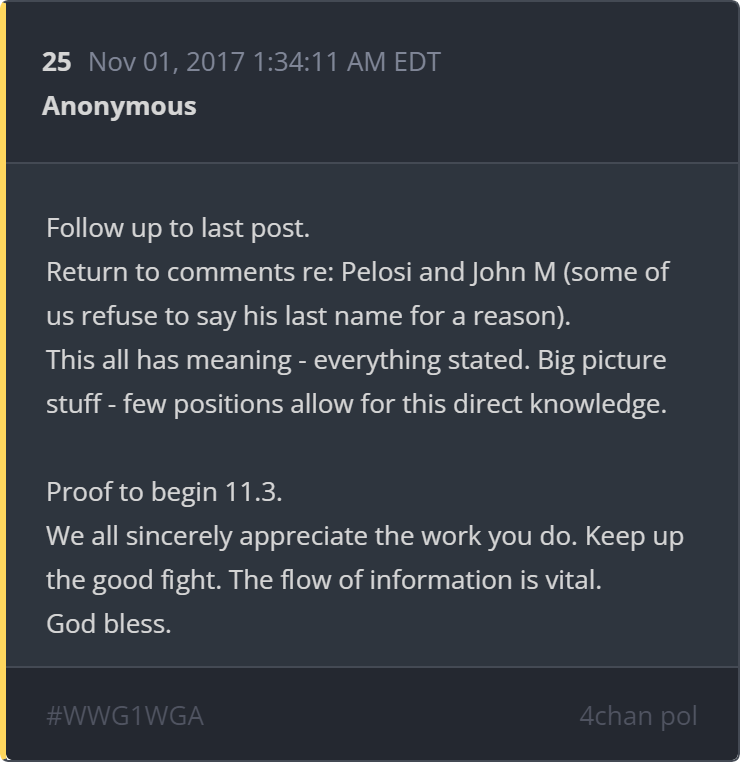 25 Nov 01, 2017 1:34:11 AM EDT
Anonymous
Follow up to last post.
Return to comments re: Pelosi and John M (some of
us refuse to say his last name for a reason).
This all has meaning - everything stated. Big picture
stuff - few positions allow for this direct knowledge.
Proof to begin 11.3.
We all sincerely appreciate the work you do. Keep up
the good fight. The flow of information is vital.
God bless.
#WWG1WGA 4chan pol